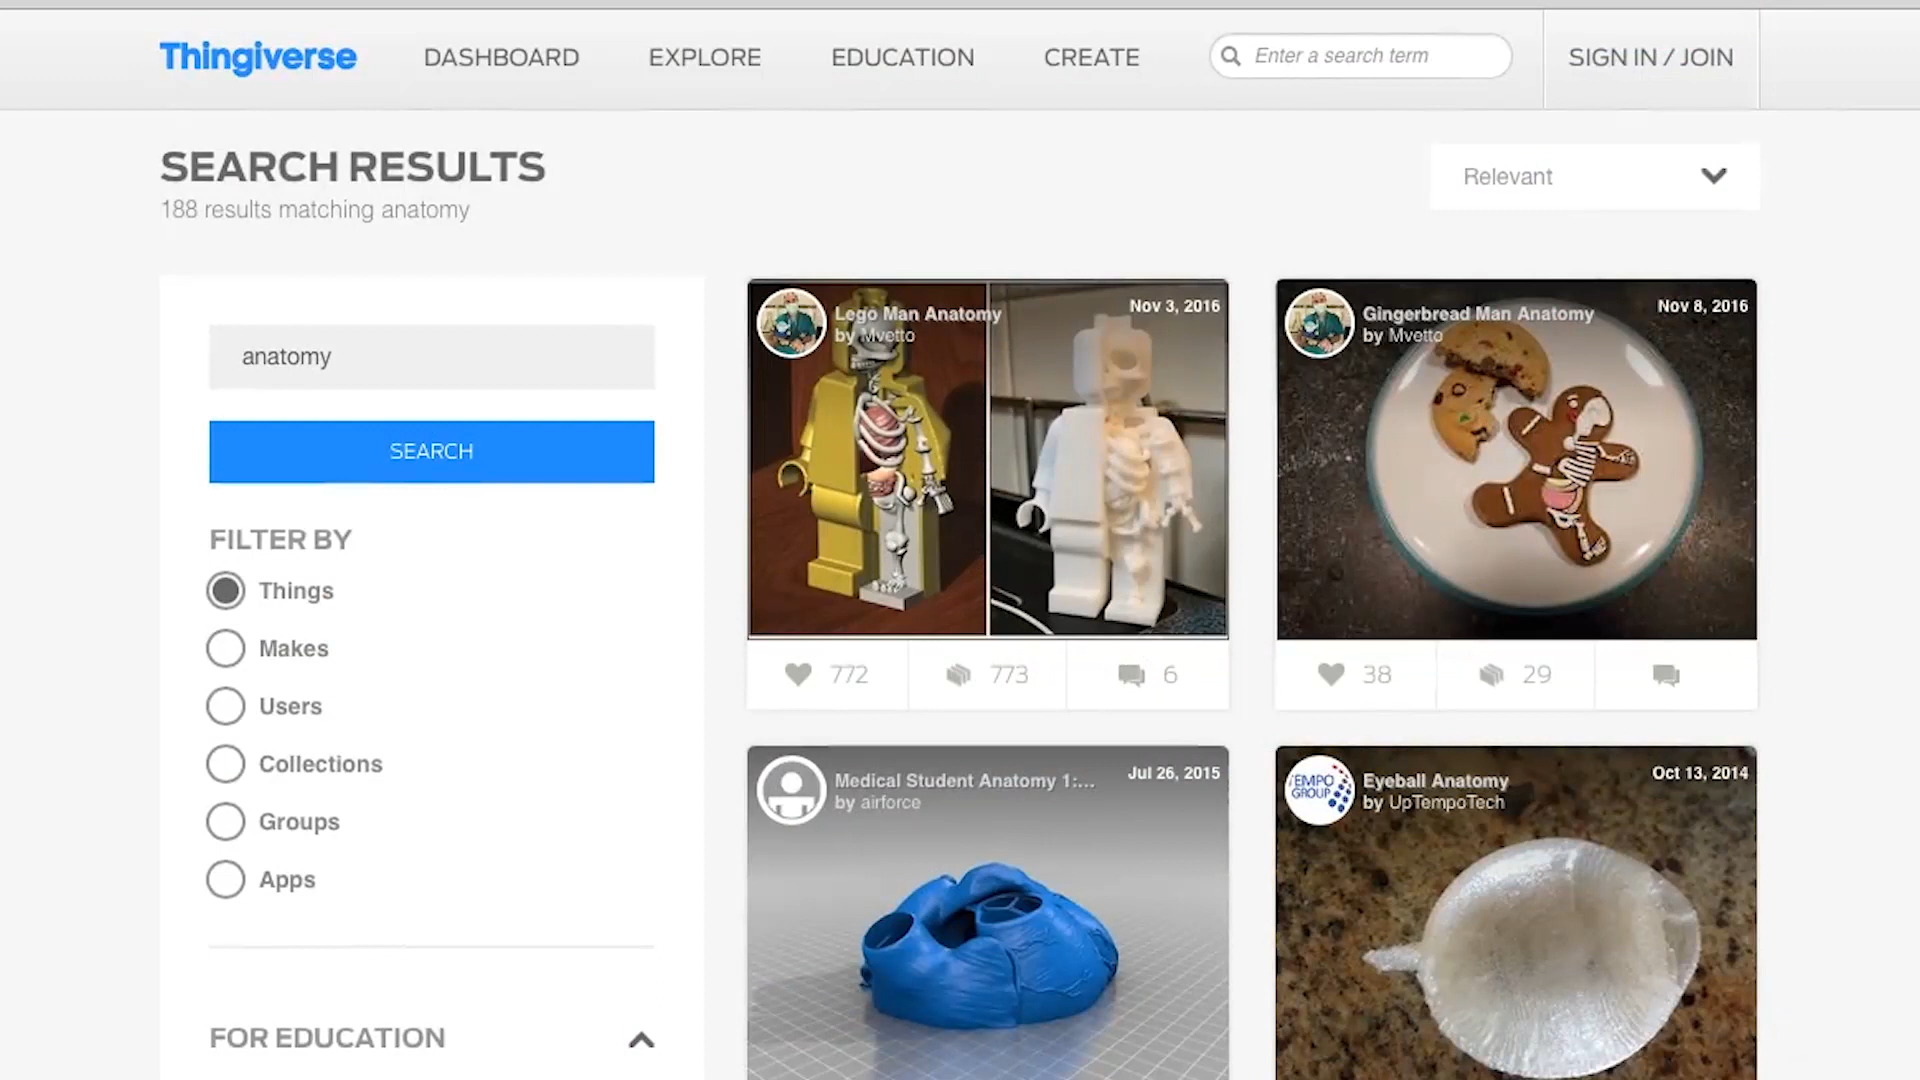 Thingiverse DASHBOARD EXPLORE EDUCATION CREATE Enter a search term SIGN IN / JOIN
SEARCH RESULTS
188 results matching anatomy
Relevant
anatomy
SEARCH
FILTER BY
Things
Makes
Users
Collections
Groups
Apps
FOR EDUCATION
Lego Man Anatomy
by Mvetto
Nov 3, 2016
772 773 6
Gingerbread Man Anatomy
by Mvetto
Nov 8, 2016
38 29
Medical Student Anatomy 1:...
by airforce
Jul 26, 2015
TEMPO
GROUP
Eyeball Anatomy
by UpTempoTech
Oct 13, 2014